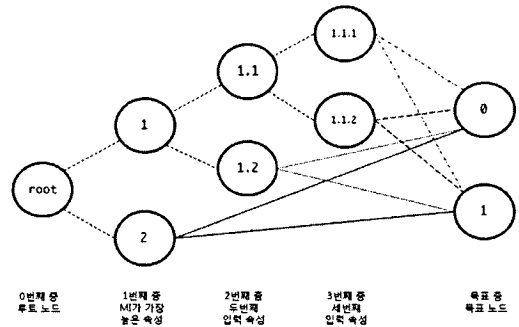 1.1.1
1.1
1
0
1.1.2
1.2
root
1
2
0번째 층
루트 노드
1번째 층
MI가 가장
높은 속성
2번째 층
두번째
입력 속성
3번째 층
세번째
입력 속성
목표 층
목표 노드